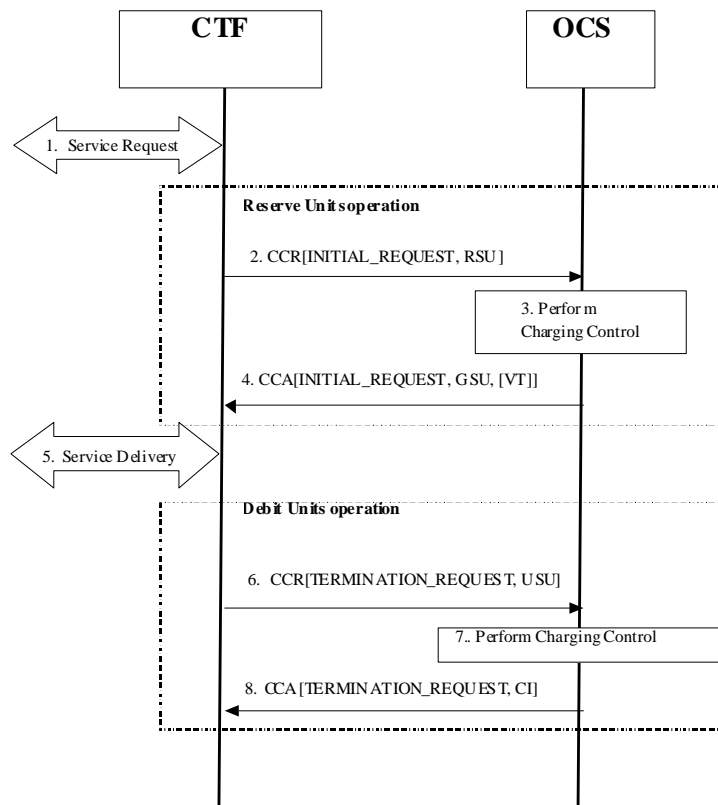 CTF
OCS
1. Service Request
Reserve Units operation
2. CCR[INITIAL_REQUEST, RSU]
3. Perform
Charging Control
4. CCA[INITIAL_REQUEST, GSU, [VT]]
5. Service Delivery
Debit Units operation
6. CCR[TERMINATION_REQUEST, USU]
7.. Perform Charging Control
8. CCA[TERMINATION_REQUEST, CI]